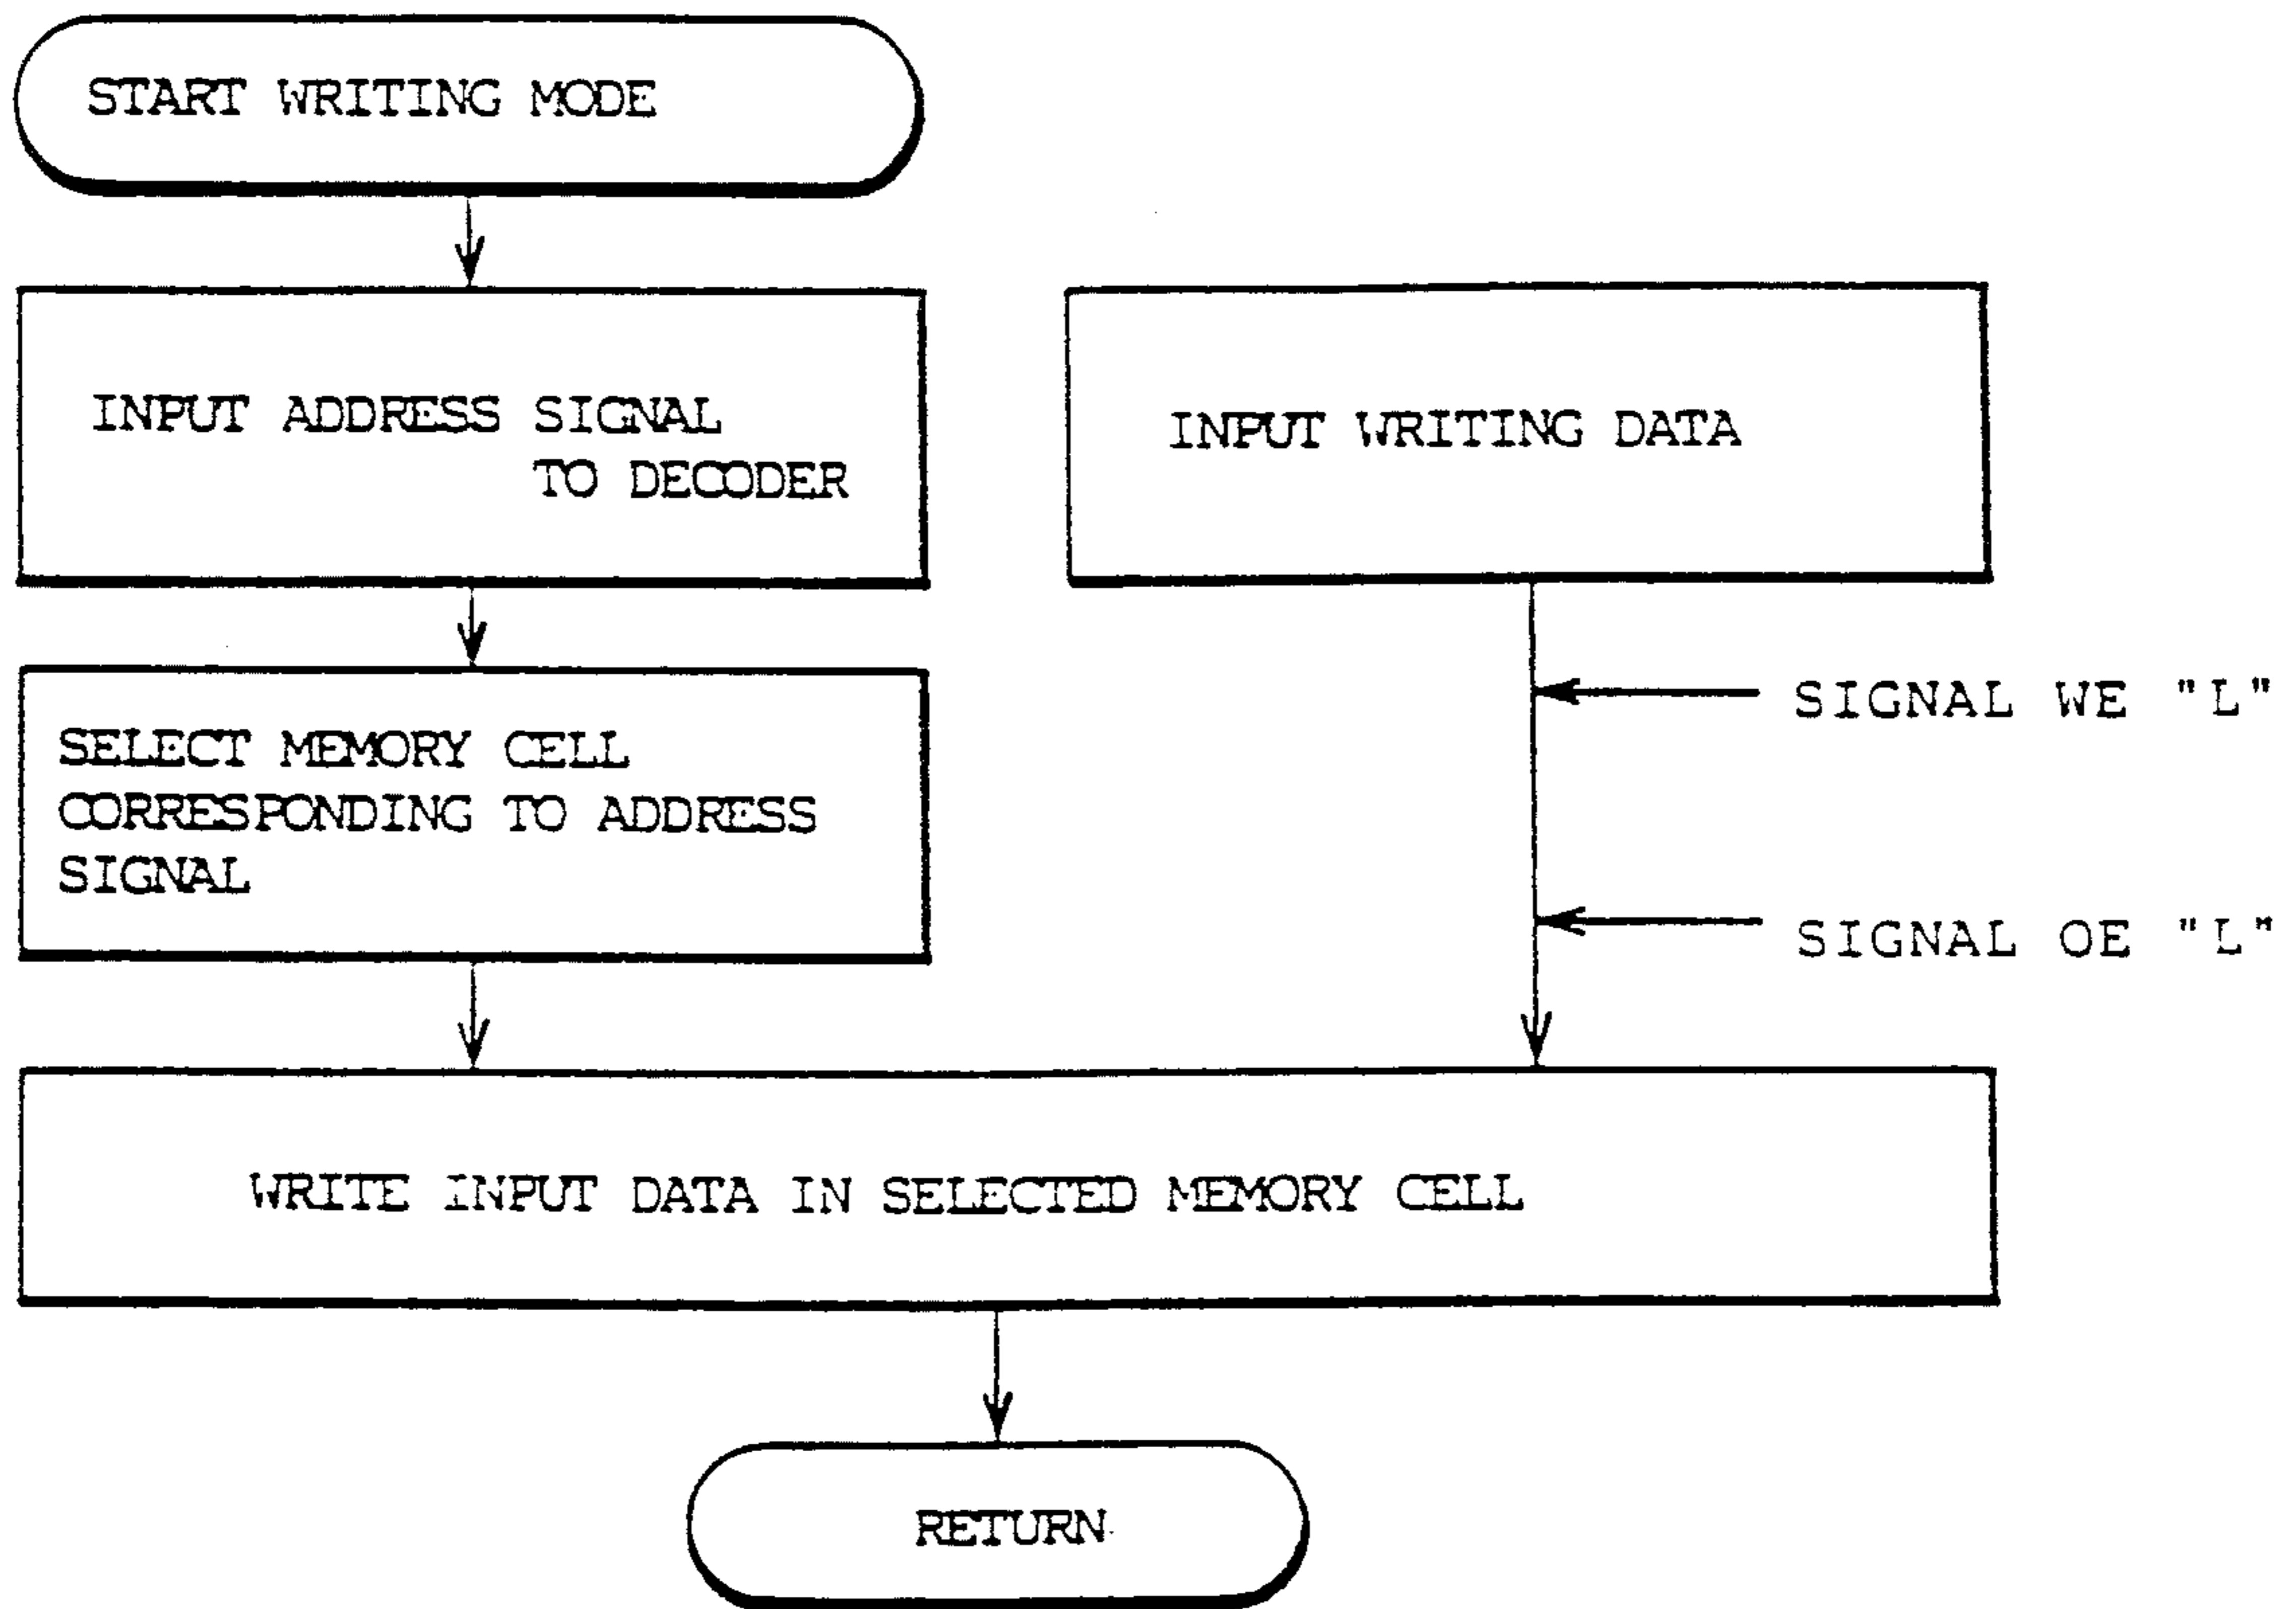 START WRITING MODE
INPUT ADDRESS SIGNAL
TO DECODER
INPUT WRITING DATA
SELECT MEMORY CELL
CORRESPONDING TO ADDRESS
SIGNAL
SIGNAL WE "L"
SIGNAL OE "L"
WRITE INPUT DATA IN SELECTED MEMORY CELL
RETURN